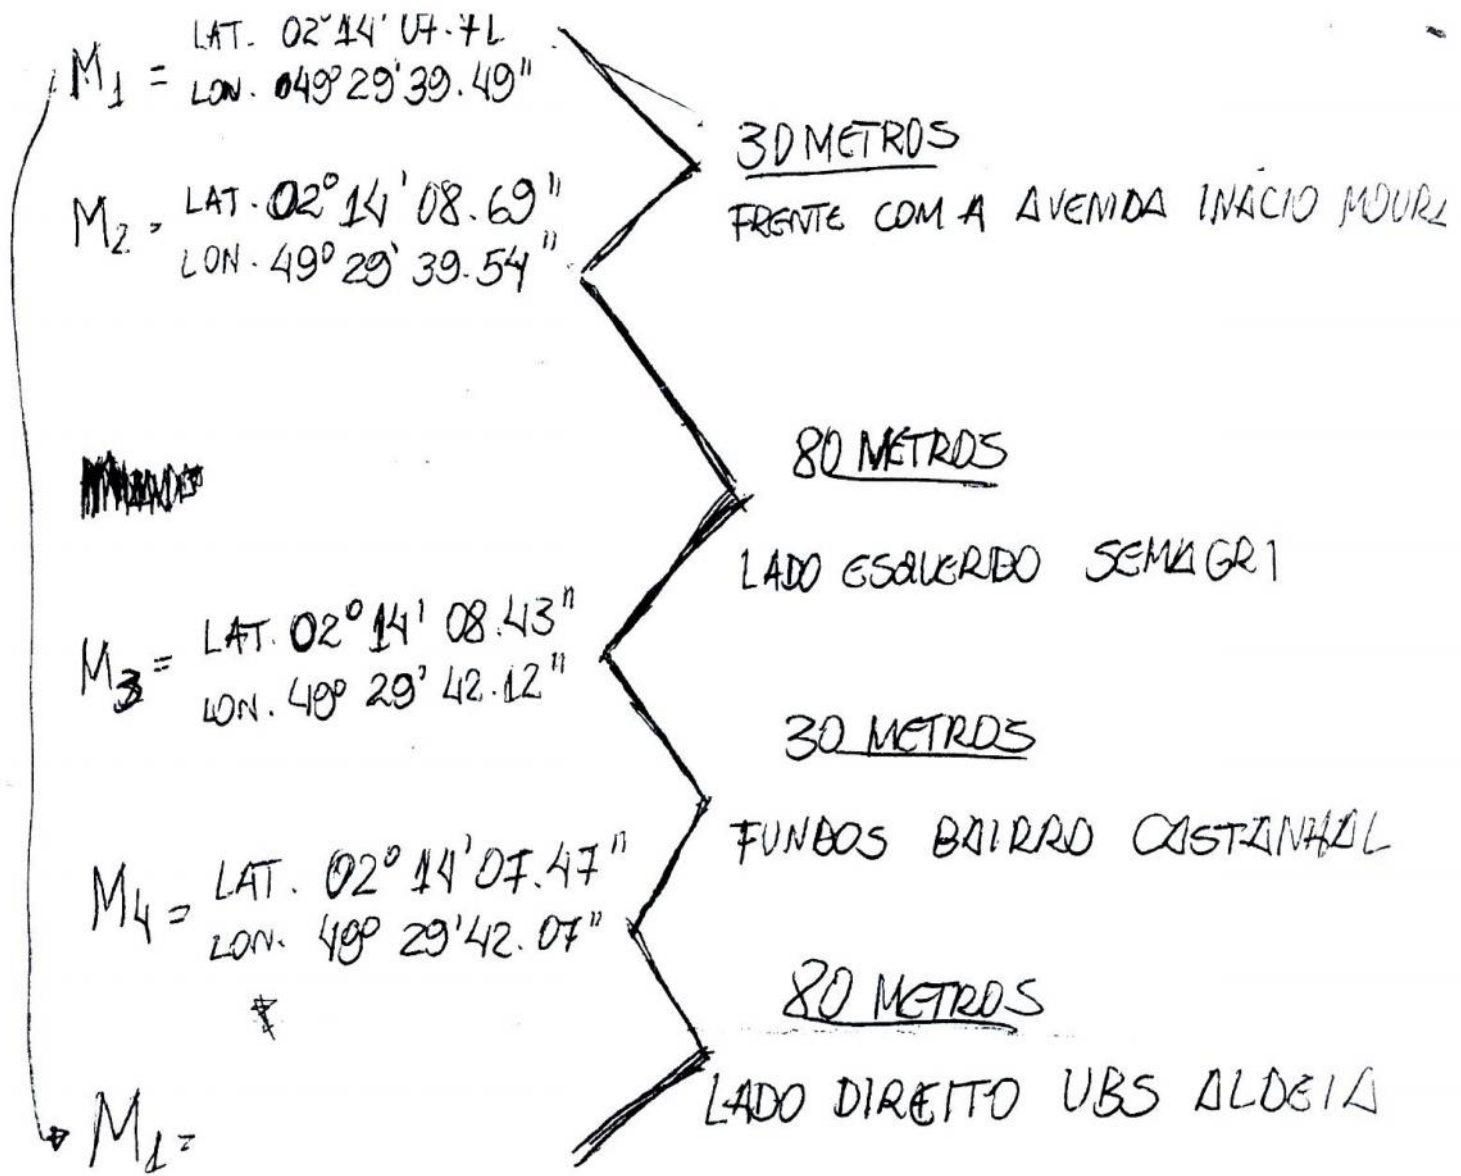 M1 = LAT. 02° 14' 07.71
LON. 049° 29' 39.49"
30 METROS
FRENTE COM A AVENIDA INÁCIO MOURA
M2 = LAT. 02° 14' 08.69"
LON. 49° 29' 39.54"
80 METROS
LADO ESQUERDO SEMAGRI
M3 = LAT. 02° 14' 08.43"
LON. 49° 29' 42.12"
30 METROS
FUNDOS BAIRRO CASTANHAL
M4 = LAT. 02° 14' 07.47"
LON. 49° 29' 42.07"
80 METROS
LADO DIREITO UBS ALDEIA
M1 =